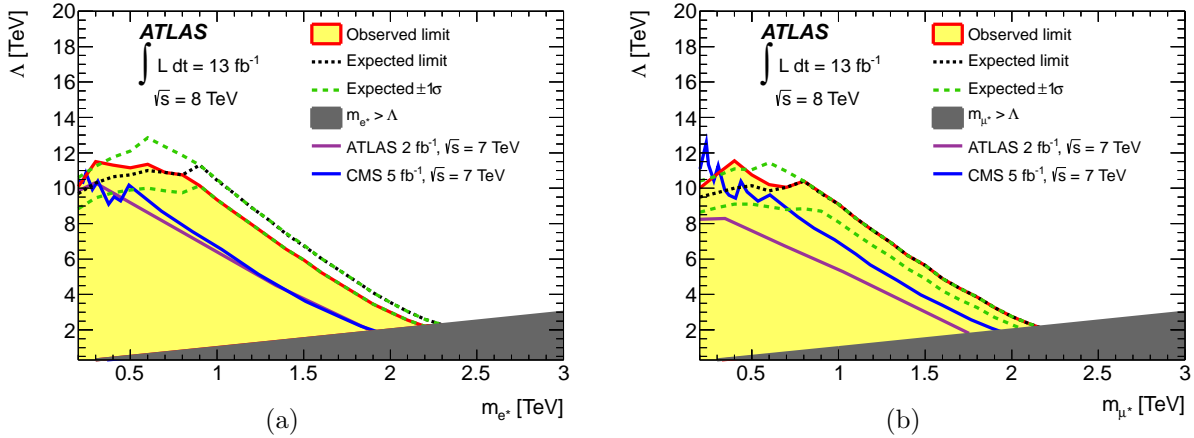 Λ [TeV]
20
18
16
14
12
10
8
6
4
2
ATLAS
∫ L dt = 13 fb⁻¹
√s = 8 TeV
Observed limit
Expected limit
Expected ±1σ
m_e* > Λ
ATLAS 2 fb⁻¹, √s = 7 TeV
CMS 5 fb⁻¹, √s = 7 TeV
0.5 1 1.5 2 2.5 3
m_e* [TeV]
(a)
Λ [TeV]
20
18
16
14
12
10
8
6
4
2
ATLAS
∫ L dt = 13 fb⁻¹
√s = 8 TeV
Observed limit
Expected limit
Expected ±1σ
m_μ* > Λ
ATLAS 2 fb⁻¹, √s = 7 TeV
CMS 5 fb⁻¹, √s = 7 TeV
0.5 1 1.5 2 2.5 3
m_μ* [TeV]
(b)